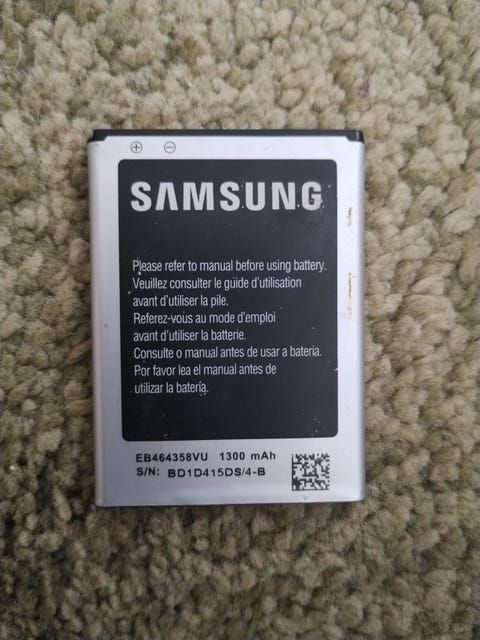 + −
SAMSUNG
Please refer to manual before using battery.
Veuillez consulter le guide d'utilisation
avant d'utiliser la pile.
Referez-vous au mode d'emploi
avant d'utiliser la batterie.
Consulte o manual antes de usar a bateria.
Por favor lea el manual antes de
utilizar la batería.
EB464358VU 1300 mAh
S/N: BD1D415DS/4-B